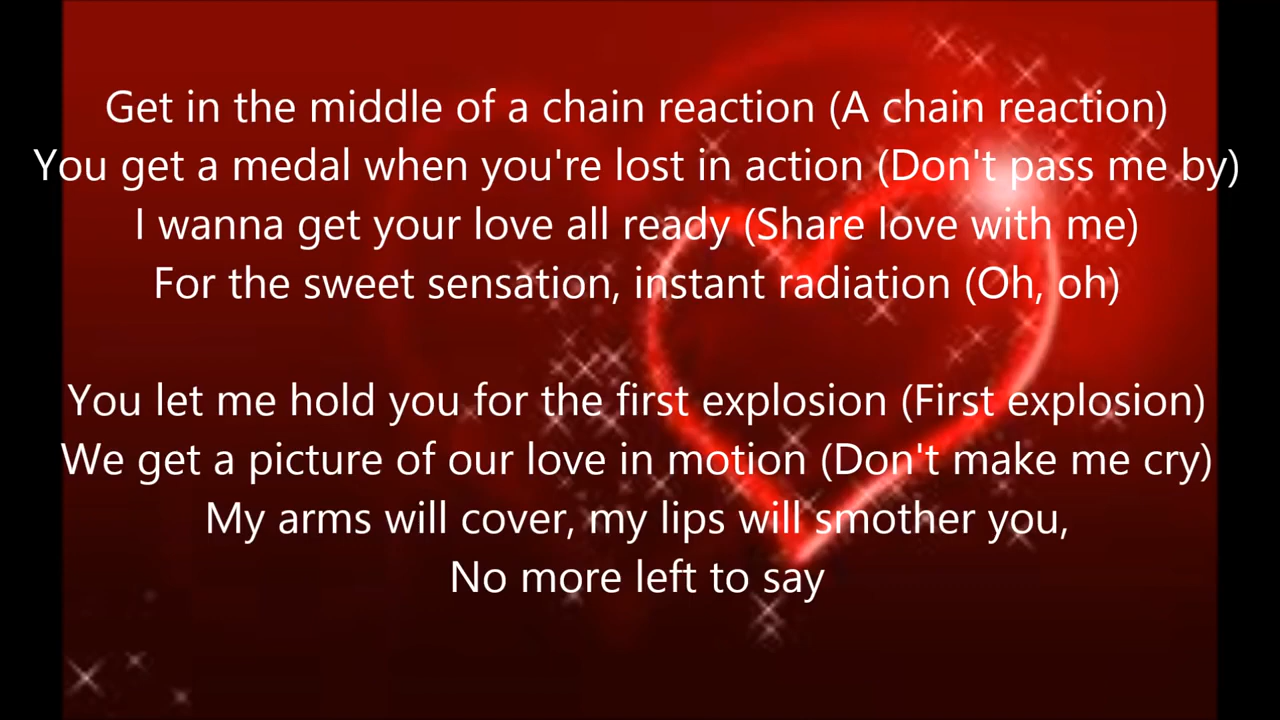 Get in the middle of a chain reaction (A chain reaction)
You get a medal when you're lost in action (Don't pass me by)
I wanna get your love all ready (Share love with me)
For the sweet sensation, instant radiation (Oh, oh)
You let me hold you for the first explosion (First explosion)
We get a picture of our love in motion (Don't make me cry)
My arms will cover, my lips will smother you,
No more left to say